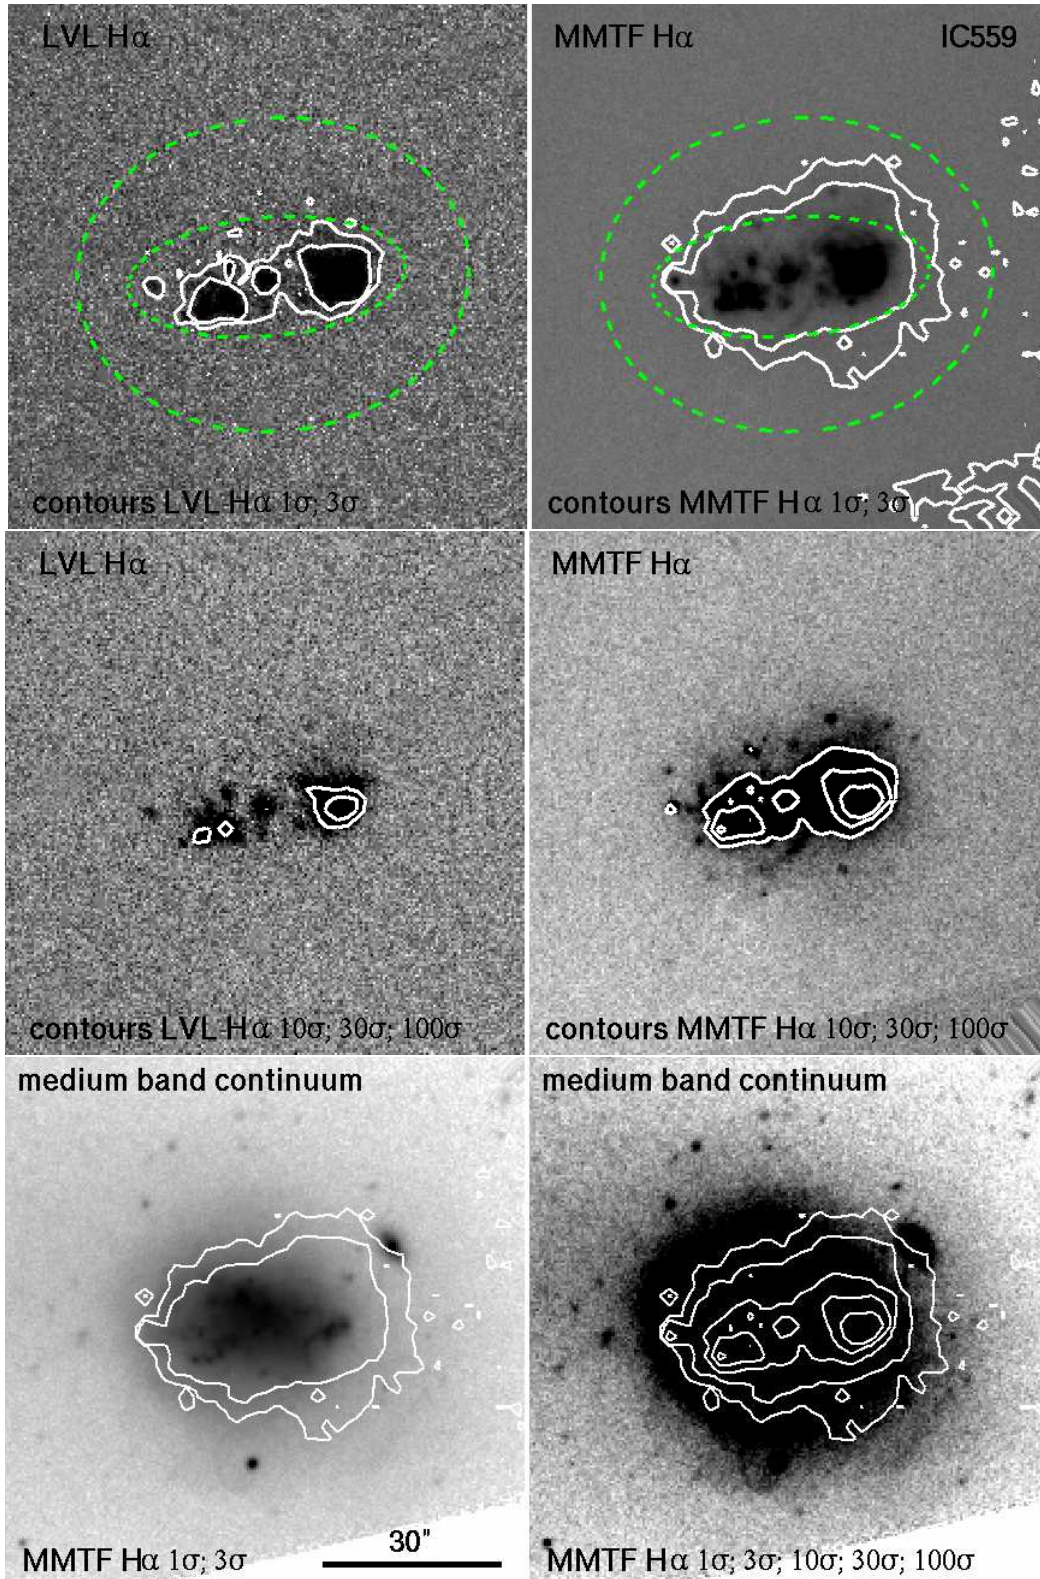 LVL Hα
MMTF Hα
IC559
contours LVL Hα 1σ; 3σ
contours MMTF Hα 1σ; 3σ
LVL Hα
MMTF Hα
contours LVL Hα 10σ; 30σ; 100σ
contours MMTF Hα 10σ; 30σ; 100σ
medium band continuum
medium band continuum
30"
MMTF Hα 1σ; 3σ
MMTF Hα 1σ; 3σ; 10σ; 30σ; 100σ